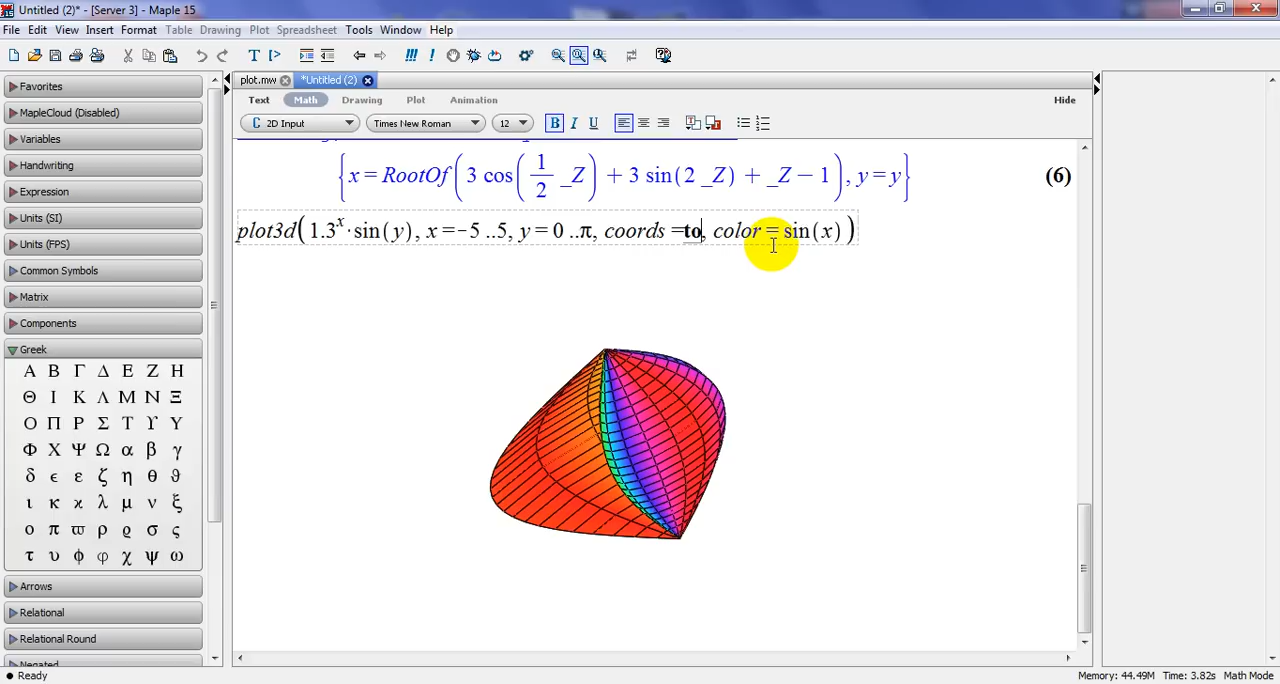 Untitled (2)* - [Server 3] - Maple 15
File Edit View Insert Format Table Drawing Plot Spreadsheet Tools Window Help
plot.mw *Untitled (2)
Text Math Drawing Plot Animation Hide
C 2D Input Times New Roman 12 B I U
Favorites
MapleCloud (Disabled)
Variables
Handwriting
Expression
Units (SI)
Units (FPS)
Common Symbols
Matrix
Components
Greek
Α Β Γ Δ Ε Ζ Η
Θ Ι Κ Λ Μ Ν Ξ
Ο Π Ρ Σ Τ Υ Υ
Φ Χ Ψ Ω α β γ
δ ϵ ε ζ η θ ϑ
ι κ ϰ λ μ ν ξ
ο π ϖ ρ ϱ σ ς
τ υ ϕ φ χ ψ ω
Arrows
Relational
Relational Round
Negated
{x = RootOf(3 cos(1/2 _Z) + 3 sin(2 _Z) + _Z − 1), y = y} (6)
plot3d(1.3^x·sin(y), x =−5 ..5, y = 0 ..π, coords =to, color = sin(x))
Ready
Memory: 44.49M Time: 3.82s Math Mode